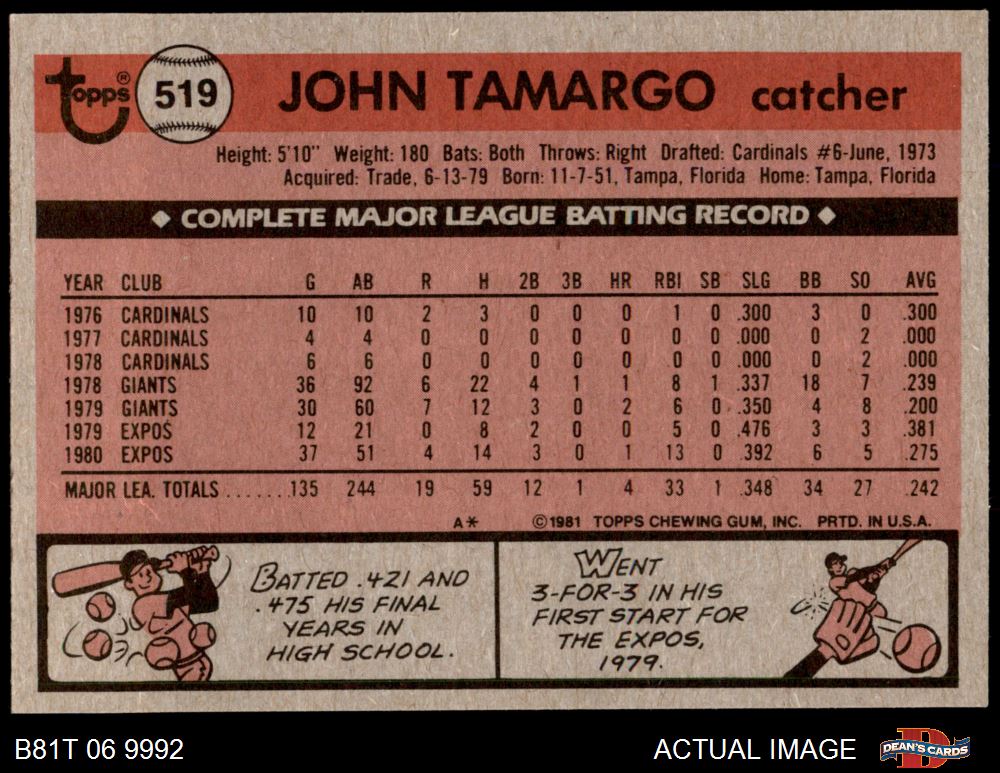 Topps® 519 JOHN TAMARGO catcher
Height: 5'10" Weight: 180 Bats: Both Throws: Right Drafted: Cardinals #6-June, 1973
Acquired: Trade, 6-13-79 Born: 11-7-51, Tampa, Florida Home: Tampa, Florida
◆ COMPLETE MAJOR LEAGUE BATTING RECORD ◆
YEAR CLUB G AB R H 2B 3B HR RBI SB SLG BB SO AVG
1976 CARDINALS 10 10 2 3 0 0 0 1 0 .300 3 0 .300
1977 CARDINALS 4 4 0 0 0 0 0 0 0 .000 0 2 .000
1978 CARDINALS 6 6 0 0 0 0 0 0 0 .000 0 2 .000
1978 GIANTS 36 92 6 22 4 1 1 8 1 .337 18 7 .239
1979 GIANTS 30 60 7 12 3 0 2 6 0 .350 4 8 .200
1979 EXPOS 12 21 0 8 2 0 0 5 0 .476 3 3 .381
1980 EXPOS 37 51 4 14 3 0 1 13 0 .392 6 5 .275
MAJOR LEA. TOTALS.......135 244 19 59 12 1 4 33 1 .348 34 27 .242
A* ©1981 TOPPS CHEWING GUM, INC. PRTD. IN U.S.A.
BATTED .421 AND
.475 HIS FINAL
YEARS IN
HIGH SCHOOL.
WENT
3-FOR-3 IN HIS
FIRST START FOR
THE EXPOS,
1979.
B81T 06 9992 ACTUAL IMAGE DEAN'S CARDS